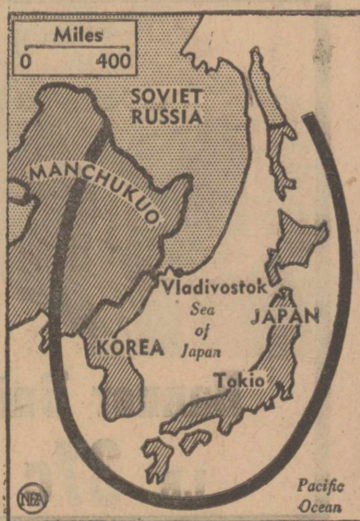 Miles
0 400
SOVIET
RUSSIA
MANCHUKUO
Vladivostok
Sea
of
Japan
JAPAN
KOREA
Tokio
Pacific
Ocean
NEA